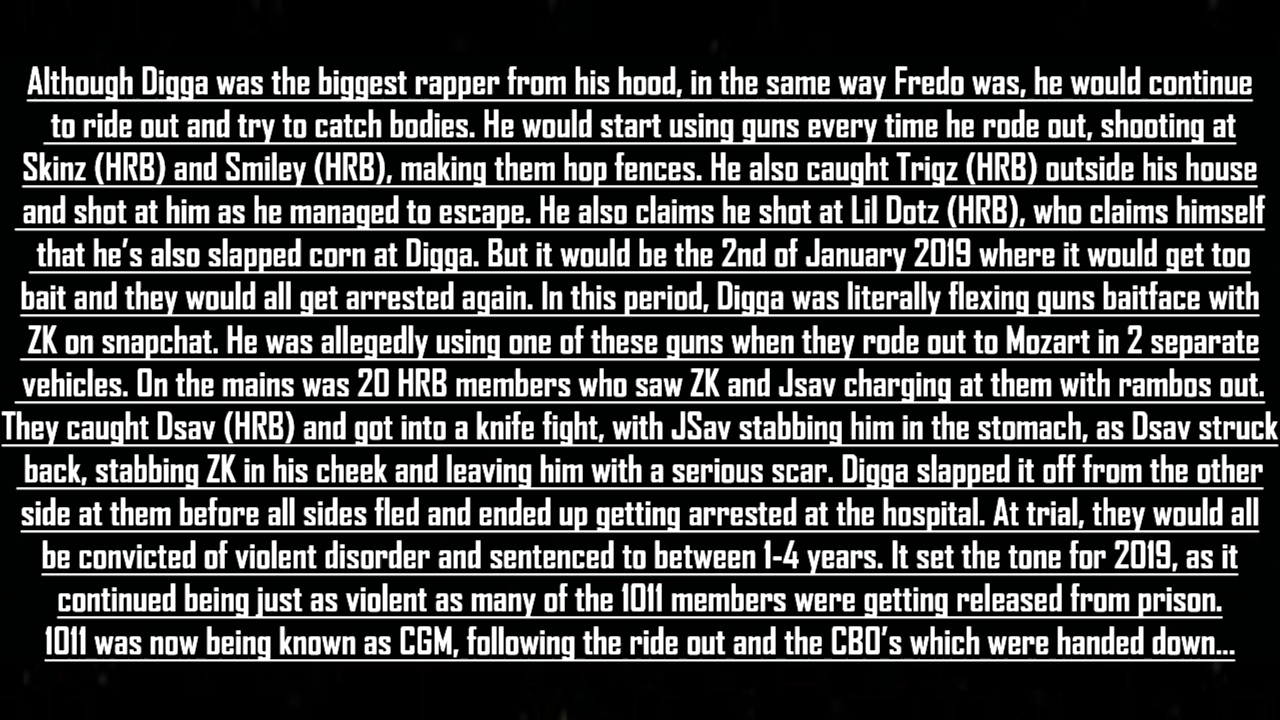 Although Digga was the biggest rapper from his hood, in the same way Fredo was, he would continue
to ride out and try to catch bodies. He would start using guns every time he rode out, shooting at
Skinz (HRB) and Smiley (HRB), making them hop fences. He also caught Trigz (HRB) outside his house
and shot at him as he managed to escape. He also claims he shot at Lil Dotz (HRB), who claims himself
that he's also slapped corn at Digga. But it would be the 2nd of January 2019 where it would get too
bait and they would all get arrested again. In this period, Digga was literally flexing guns baitface with
ZK on snapchat. He was allegedly using one of these guns when they rode out to Mozart in 2 separate
vehicles. On the mains was 20 HRB members who saw ZK and Jsav charging at them with rambos out.
They caught Dsav (HRB) and got into a knife fight, with JSav stabbing him in the stomach, as Dsav struck
back, stabbing ZK in his cheek and leaving him with a serious scar. Digga slapped it off from the other
side at them before all sides fled and ended up getting arrested at the hospital. At trial, they would all
be convicted of violent disorder and sentenced to between 1-4 years. It set the tone for 2019, as it
continued being just as violent as many of the 1011 members were getting released from prison.
1011 was now being known as CGM, following the ride out and the CBO's which were handed down...